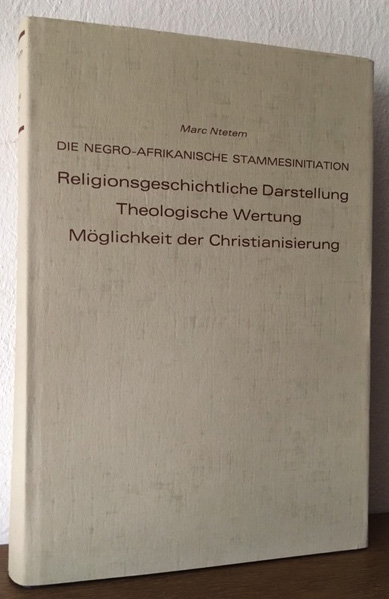 Marc Ntetem
DIE NEGRO-AFRIKANISCHE STAMMESINITIATION
Religionsgeschichtliche Darstellung
Theologische Wertung
Möglichkeit der Christianisierung